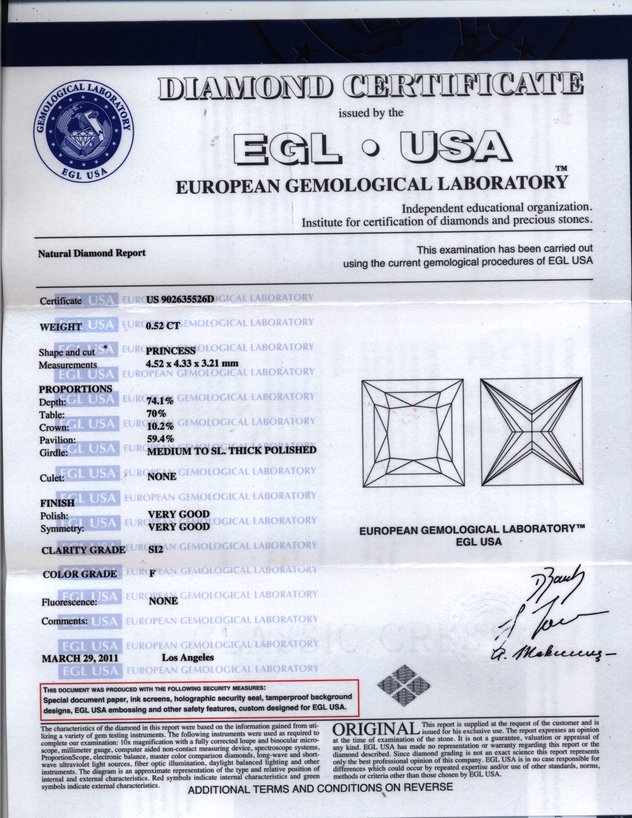 GEMOLOGICAL LABORATORY
EGL USA
DIAMOND CERTIFICATE
issued by the
EGL • USA
EUROPEAN GEMOLOGICAL LABORATORY™
Independent educational organization.
Institute for certification of diamonds and precious stones.
Natural Diamond Report
This examination has been carried out
using the current gemological procedures of EGL USA
Certificate US 902635526D
WEIGHT 0.52 CT
Shape and cut PRINCESS
Measurements 4.52 x 4.33 x 3.21 mm
PROPORTIONS
Depth: 74.1%
Table: 70%
Crown: 10.2%
Pavilion: 59.4%
Girdle: MEDIUM TO SL. THICK POLISHED
Culet: NONE
FINISH
Polish: VERY GOOD
Symmetry: VERY GOOD
CLARITY GRADE SI2
COLOR GRADE F
Fluorescence: NONE
Comments:
EGL USA EUROPEAN GEMOLOGICAL LABORATORY
MARCH 29, 2011 Los Angeles
EUROPEAN GEMOLOGICAL LABORATORY™
EGL USA
THIS DOCUMENT WAS PRODUCED WITH THE FOLLOWING SECURITY MEASURES:
Special document paper, ink screens, holographic security seal, tamperproof background
designs, EGL USA embossing and other safety features, custom designed for EGL USA.
The characteristics of the diamond in this report were based on the information gained from uti-
lizing a variety of gem testing instruments. The following instruments were used as required to
complete our examination: 10x magnification with a fully corrected loupe and binocular micro-
scope, millimeter gauge, computer aided non-contact measuring device, spectroscope systems,
ProportionScope, electronic balance, master color comparison diamonds, long-wave and short-
wave ultraviolet light sources, fiber optic illumination, daylight balanced lighting and other
instruments. The diagram is an approximate representation of the type and relative position of
internal and external characteristics. Red symbols indicate internal characteristics and green
symbols indicate external characteristics.
ORIGINAL This report is supplied at the request of the customer and is
issued for his exclusive use. The report expresses an opinion
at the time of examination of the stone. It is not a guarantee, valuation or appraisal of
any kind. EGL USA has made no representation or warranty regarding this report or the
diamond described. Since diamond grading is not an exact science this report represents
only the best professional opinion of this company. EGL USA is in no case responsible for
differences which could occur by repeated expertise and/or use of other standards, norms,
methods or criteria other than those chosen by EGL USA.
ADDITIONAL TERMS AND CONDITIONS ON REVERSE